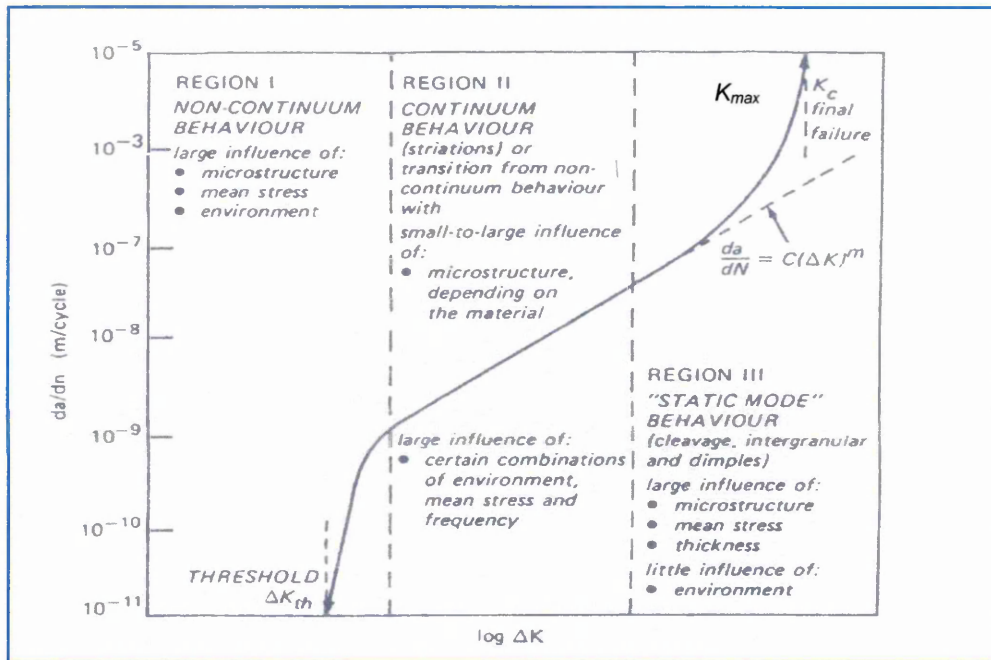 10⁻⁵
10⁻³
10⁻⁷
10⁻⁸
10⁻⁹
10⁻¹⁰
10⁻¹¹
da/dn (m/cycle)
REGION I
NON-CONTINUUM
BEHAVIOUR
large influence of:
• microstructure
• mean stress
• environment
THRESHOLD
ΔK_th
REGION II
CONTINUUM
BEHAVIOUR
(striations) or
transition from non-
continuum behaviour
with
small-to-large influence
of:
• microstructure,
depending on
the material
large influence of:
• certain combinations
of environment,
mean stress and
frequency
K_max
K_c
final
failure
da/dN = C(ΔK)^m
REGION III
"STATIC MODE"
BEHAVIOUR
(cleavage, intergranular
and dimples)
large influence of:
• microstructure
• mean stress
• thickness
little influence of:
• environment
log ΔK